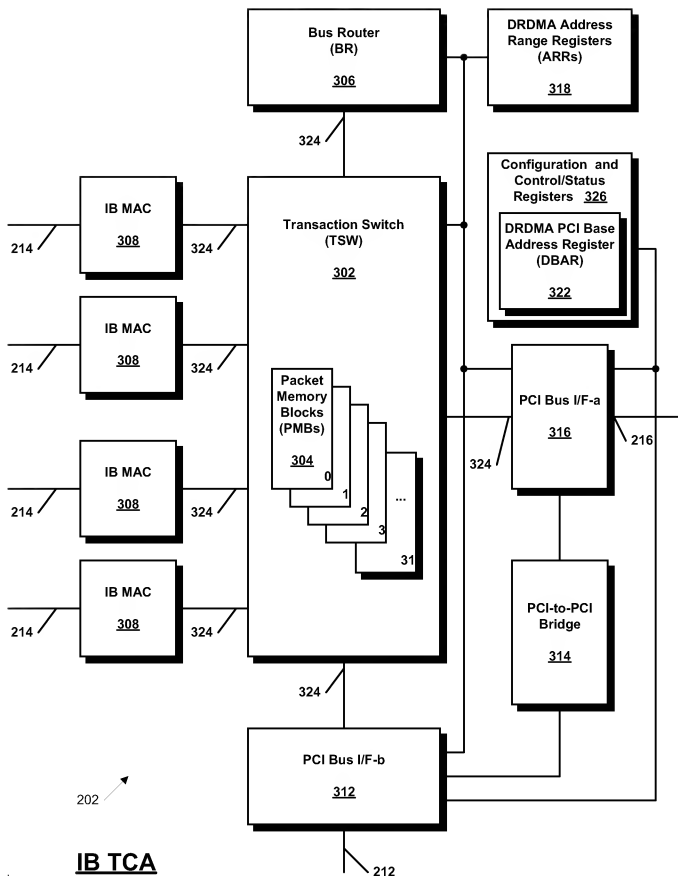 Bus Router
(BR)
306
DRDMA Address
Range Registers
(ARRs)
318
324
Configuration and
Control/Status
Registers 326
DRDMA PCI Base
Address Register
(DBAR)
322
IB MAC
308
214
324
Transaction Switch
(TSW)
302
IB MAC
308
214
324
Packet
Memory
Blocks
(PMBs)
304
0
1
2
3
...
31
PCI Bus I/F-a
316
324
216
IB MAC
308
214
324
IB MAC
308
214
324
PCI-to-PCI
Bridge
314
324
PCI Bus I/F-b
312
202
212
IB TCA